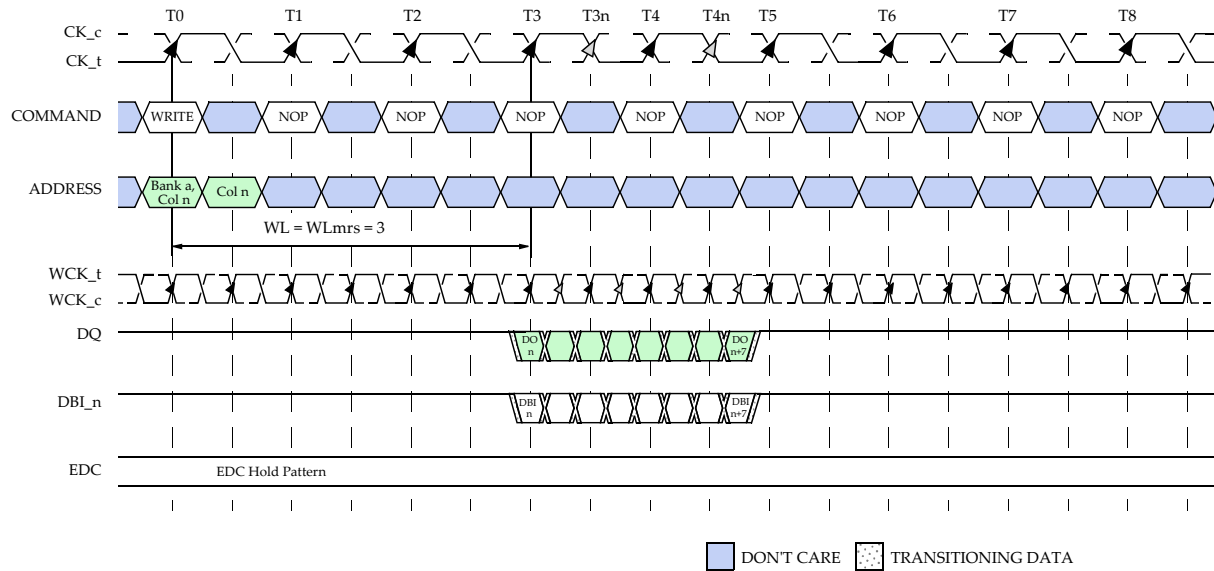 T0 T1 T2 T3 T3n T4 T4n T5 T6 T7 T8
CK_c
CK_t
COMMAND WRITE NOP NOP NOP NOP NOP NOP NOP NOP
ADDRESS Bank a, Col n Col n
WL = WLmrs = 3
WCK_t
WCK_c
DQ DO n DO n+7
DBI_n DBI n DBI n+7
EDC EDC Hold Pattern
DON'T CARE TRANSITIONING DATA